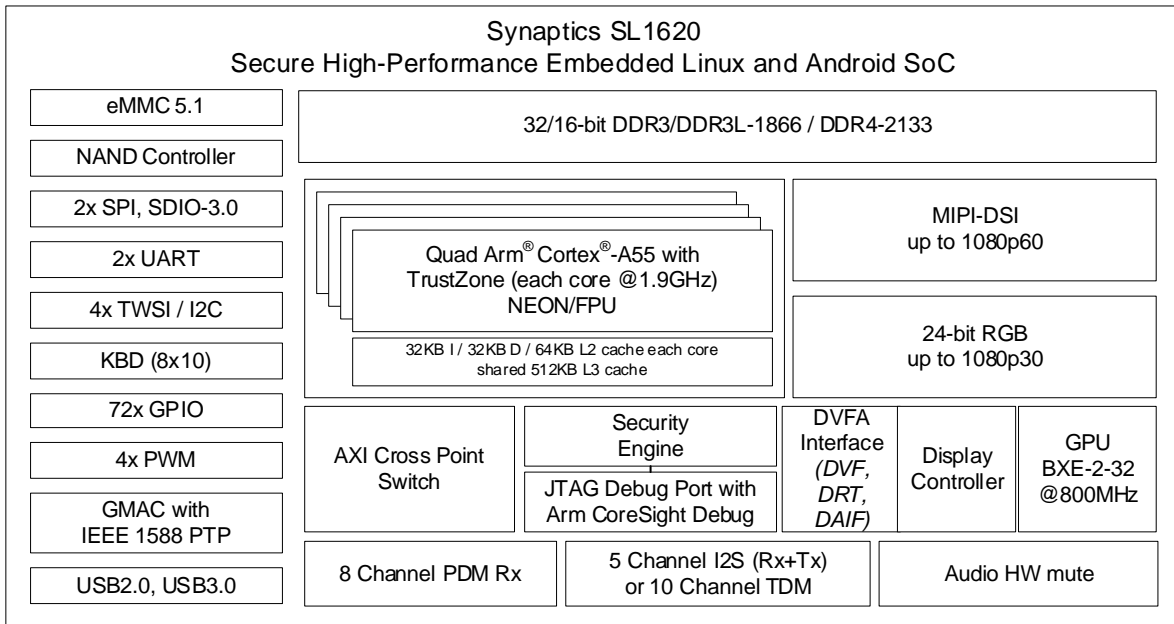 Synaptics SL1620
Secure High-Performance Embedded Linux and Android SoC
eMMC 5.1
NAND Controller
2x SPI, SDIO-3.0
2x UART
4x TWSI / I2C
KBD (8x10)
72x GPIO
4x PWM
GMAC with
IEEE 1588 PTP
USB2.0, USB3.0
32/16-bit DDR3/DDR3L-1866 / DDR4-2133
Quad Arm® Cortex®-A55 with
TrustZone (each core @1.9GHz)
NEON/FPU
32KB I / 32KB D / 64KB L2 cache each core
shared 512KB L3 cache
MIPI-DSI
up to 1080p60
24-bit RGB
up to 1080p30
AXI Cross Point
Switch
Security
Engine
JTAG Debug Port with
Arm CoreSight Debug
DVFA
Interface
(DVF,
DRT,
DAIF)
Display
Controller
GPU
BXE-2-32
@800MHz
8 Channel PDM Rx
5 Channel I2S (Rx+Tx)
or 10 Channel TDM
Audio HW mute